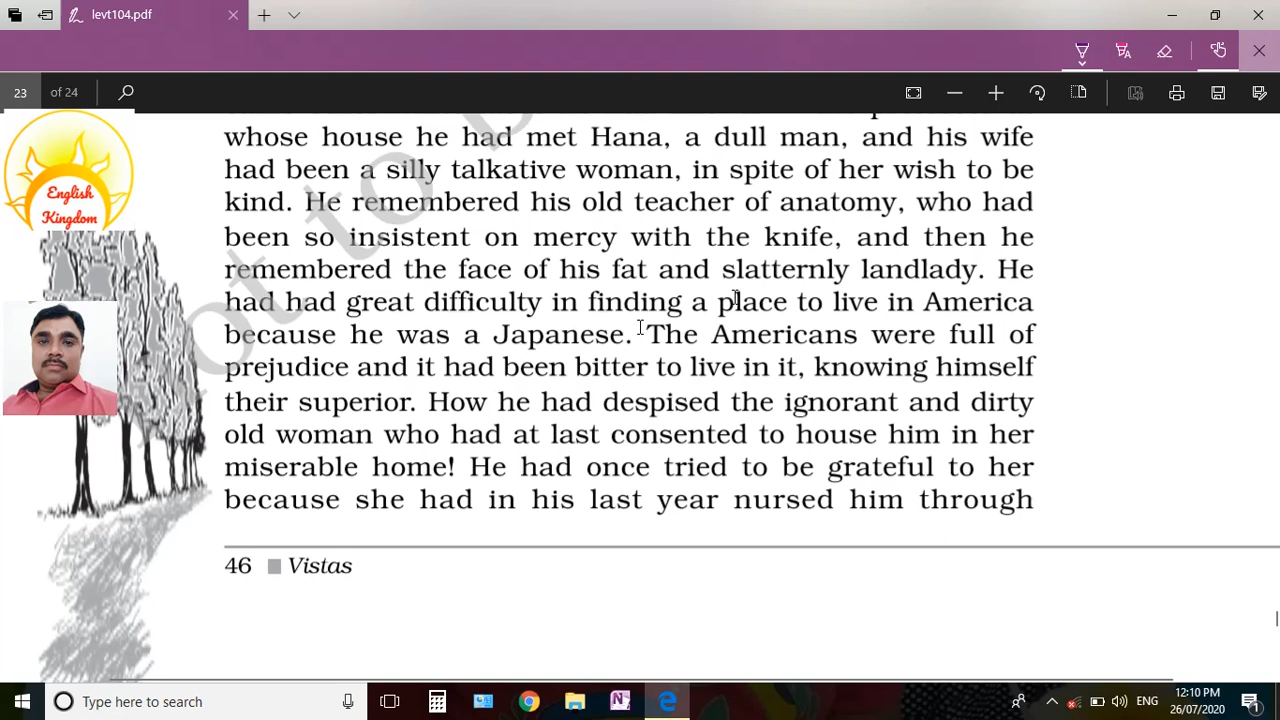 levt104.pdf
23 of 24
English
Kingdom
whose house he had met Hana, a dull man, and his wife
had been a silly talkative woman, in spite of her wish to be
kind. He remembered his old teacher of anatomy, who had
been so insistent on mercy with the knife, and then he
remembered the face of his fat and slatternly landlady. He
had had great difficulty in finding a place to live in America
because he was a Japanese. The Americans were full of
prejudice and it had been bitter to live in it, knowing himself
their superior. How he had despised the ignorant and dirty
old woman who had at last consented to house him in her
miserable home! He had once tried to be grateful to her
because she had in his last year nursed him through
not to b
46 Vistas
Type here to search
ENG
12:10 PM
26/07/2020
1